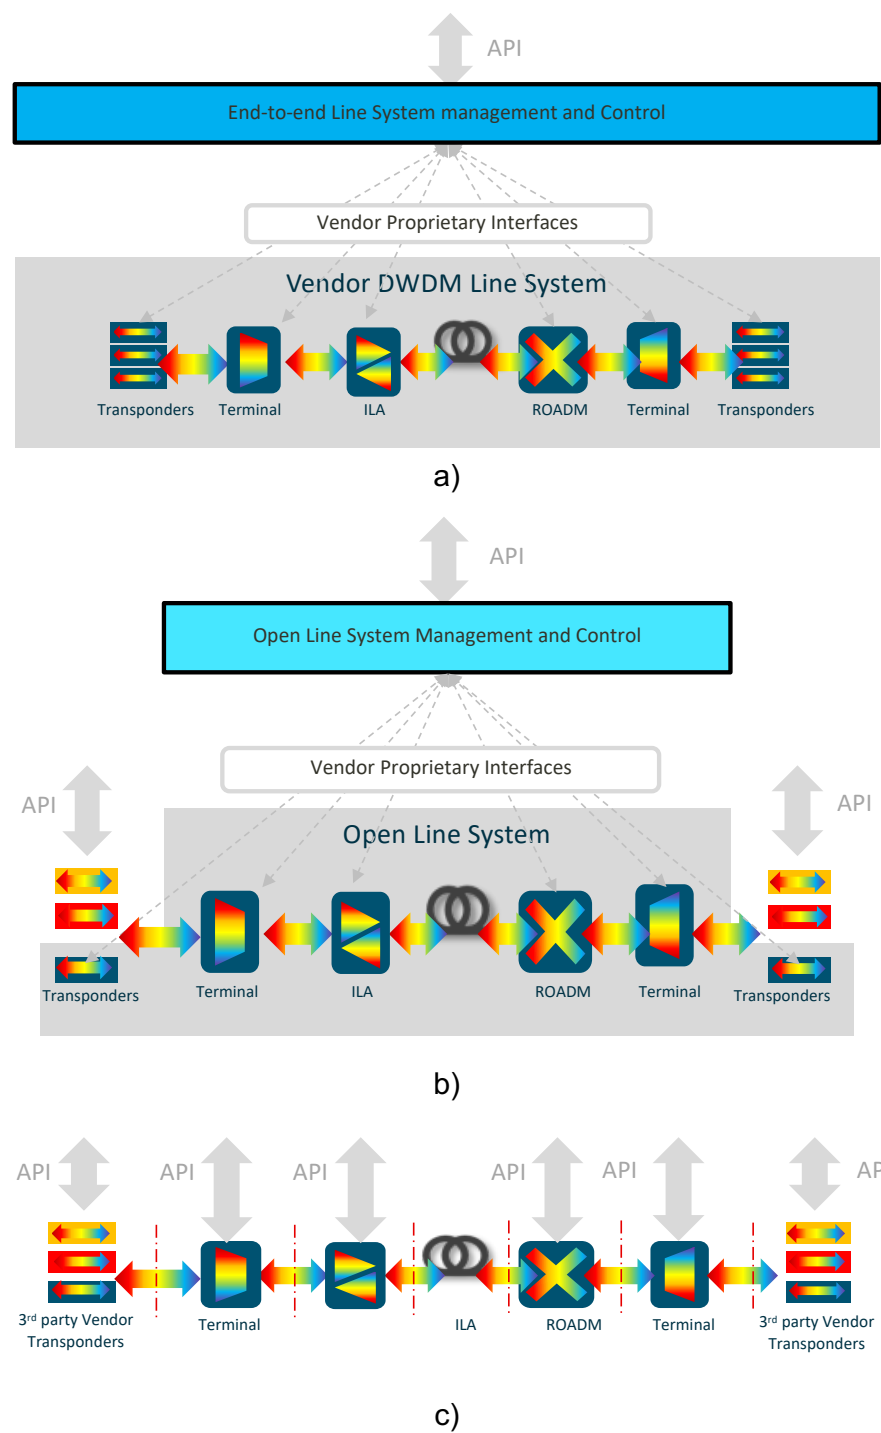 API
End-to-end Line System management and Control
Vendor Proprietary Interfaces
Vendor DWDM Line System
Transponders
Terminal
ILA
ROADM
Terminal
Transponders
a)
API
Open Line System Management and Control
Vendor Proprietary Interfaces
API
API
Open Line System
Transponders
Terminal
ILA
ROADM
Terminal
Transponders
b)
API
API
API
API
API
AP
3rd party Vendor
Transponders
Terminal
ILA
ROADM
Terminal
3rd party Vendor
Transponders
c)